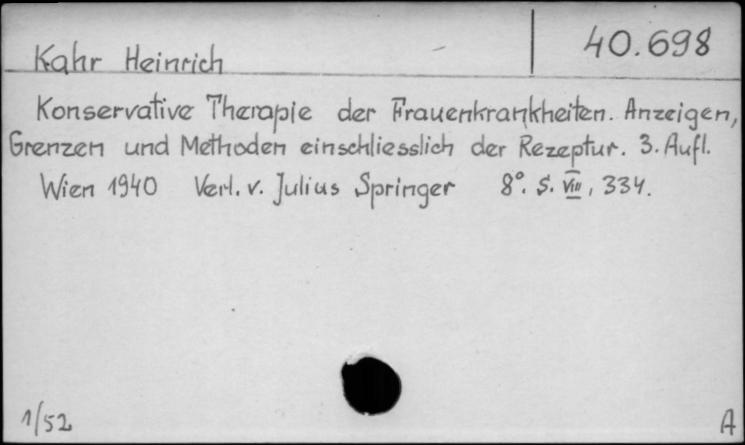 Kahr Heinrich
40.698
Konservative Therapie der Frauenkrankheiten. Anzeigen,
Grenzen und Methoden einschliesslich der Rezeptur. 3. Aufl.
Wien 1940 Verl. v. Julius Springer 8°. S. VIII, 334.
1/52
A